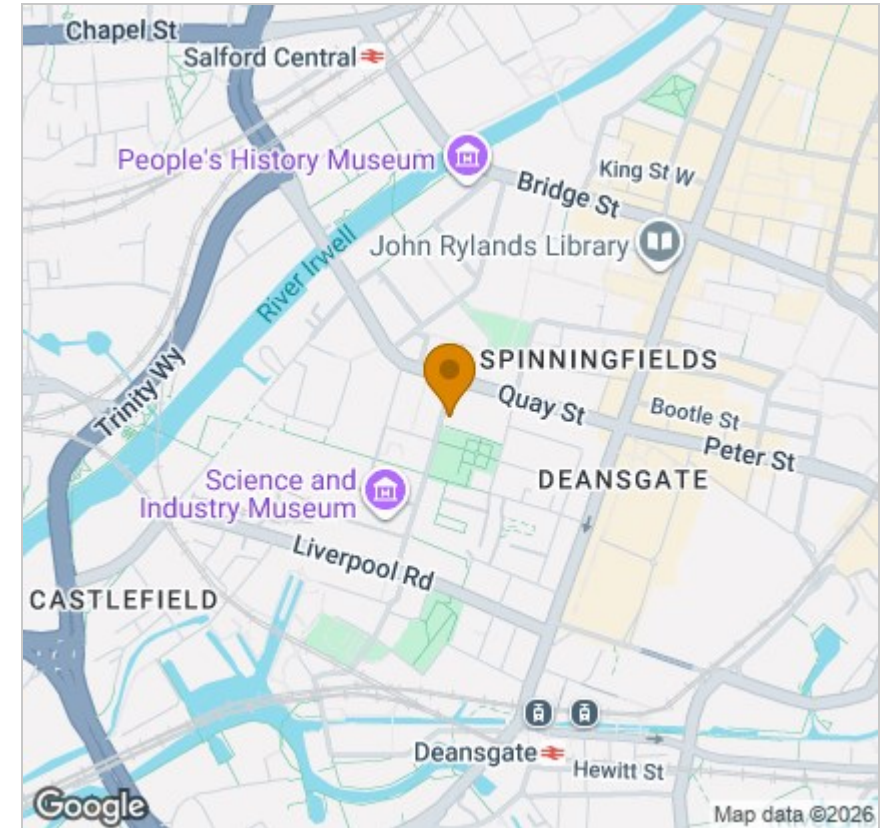 Chapel St
Salford Central
People's History Museum
King St W
Bridge St
John Rylands Library
River Irwell
Trinity Wy
SPINNINGFIELDS
Quay St
Bootle St
Peter St
DEANSGATE
Science and
Industry Museum
Liverpool Rd
CASTLEFIELD
Deansgate
Hewitt St
Google
Map data ©2026